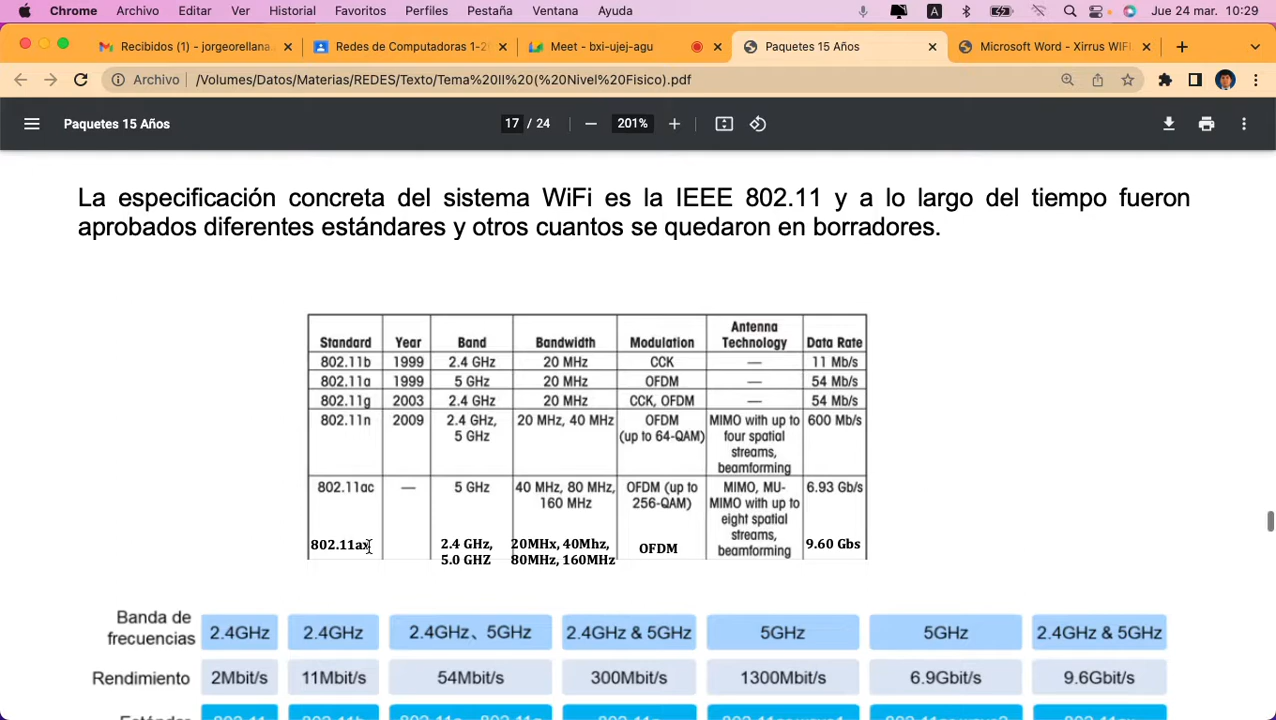 Chrome Archivo Editar Ver Historial Favoritos Perfiles Pestaña Ventana Ayuda A Jue 24 mar. 10:29
Recibidos (1) - jorgeorellana. Redes de Computadoras 1-2 Meet - bxi-ujej-agu Paquetes 15 Años Microsoft Word - Xirrus WIFI
Archivo /Volumes/Datos/Materias/REDES/Texto/Tema%20II%20(%20Nivel%20Fisico).pdf
Paquetes 15 Años 17 / 24 201%
La especificación concreta del sistema WiFi es la IEEE 802.11 y a lo largo del tiempo fueron
aprobados diferentes estándares y otros cuantos se quedaron en borradores.
Standard Year Band Bandwidth Modulation Antenna Technology Data Rate
802.11b 1999 2.4 GHz 20 MHz CCK — 11 Mb/s
802.11a 1999 5 GHz 20 MHz OFDM — 54 Mb/s
802.11g 2003 2.4 GHz 20 MHz CCK, OFDM — 54 Mb/s
802.11n 2009 2.4 GHz, 20 MHz, 40 MHz OFDM MIMO with up to 600 Mb/s
5 GHz (up to 64-QAM) four spatial
streams,
beamforming
802.11ac — 5 GHz 40 MHz, 80 MHz, OFDM (up to MIMO, MU- 6.93 Gb/s
160 MHz 256-QAM) MIMO with up to
eight spatial
streams,
beamforming
802.11ax 2.4 GHz, 20MHx, 40Mhz, OFDM 9.60 Gbs
5.0 GHZ 80MHz, 160MHz
Banda de frecuencias 2.4GHz 2.4GHz 2.4GHz、5GHz 2.4GHz & 5GHz 5GHz 5GHz 2.4GHz & 5GHz
Rendimiento 2Mbit/s 11Mbit/s 54Mbit/s 300Mbit/s 1300Mbit/s 6.9Gbit/s 9.6Gbit/s